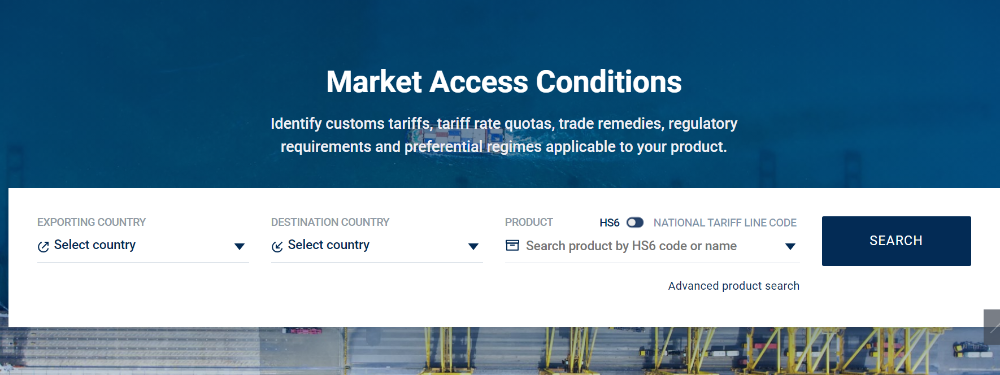 Market Access Conditions
Identify customs tariffs, tariff rate quotas, trade remedies, regulatory
requirements and preferential regimes applicable to your product.
EXPORTING COUNTRY
Select country
DESTINATION COUNTRY
Select country
PRODUCT
HS6
NATIONAL TARIFF LINE CODE
Search product by HS6 code or name
Advanced product search
SEARCH